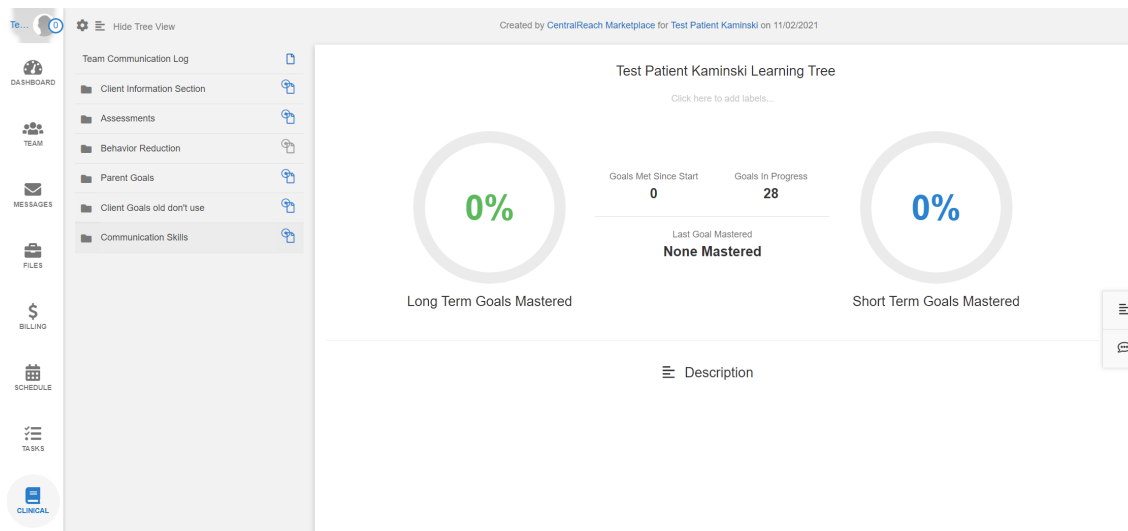 Te...
0
Hide Tree View
Created by CentralReach Marketplace for Test Patient Kaminski on 11/02/2021
DASHBOARD
TEAM
MESSAGES
FILES
BILLING
SCHEDULE
TASKS
CLINICAL
Team Communication Log
Client Information Section
Assessments
Behavior Reduction
Parent Goals
Client Goals old don't use
Communication Skills
Test Patient Kaminski Learning Tree
Click here to add labels...
0%
Long Term Goals Mastered
Goals Met Since Start
0
Goals In Progress
28
Last Goal Mastered
None Mastered
0%
Short Term Goals Mastered
Description